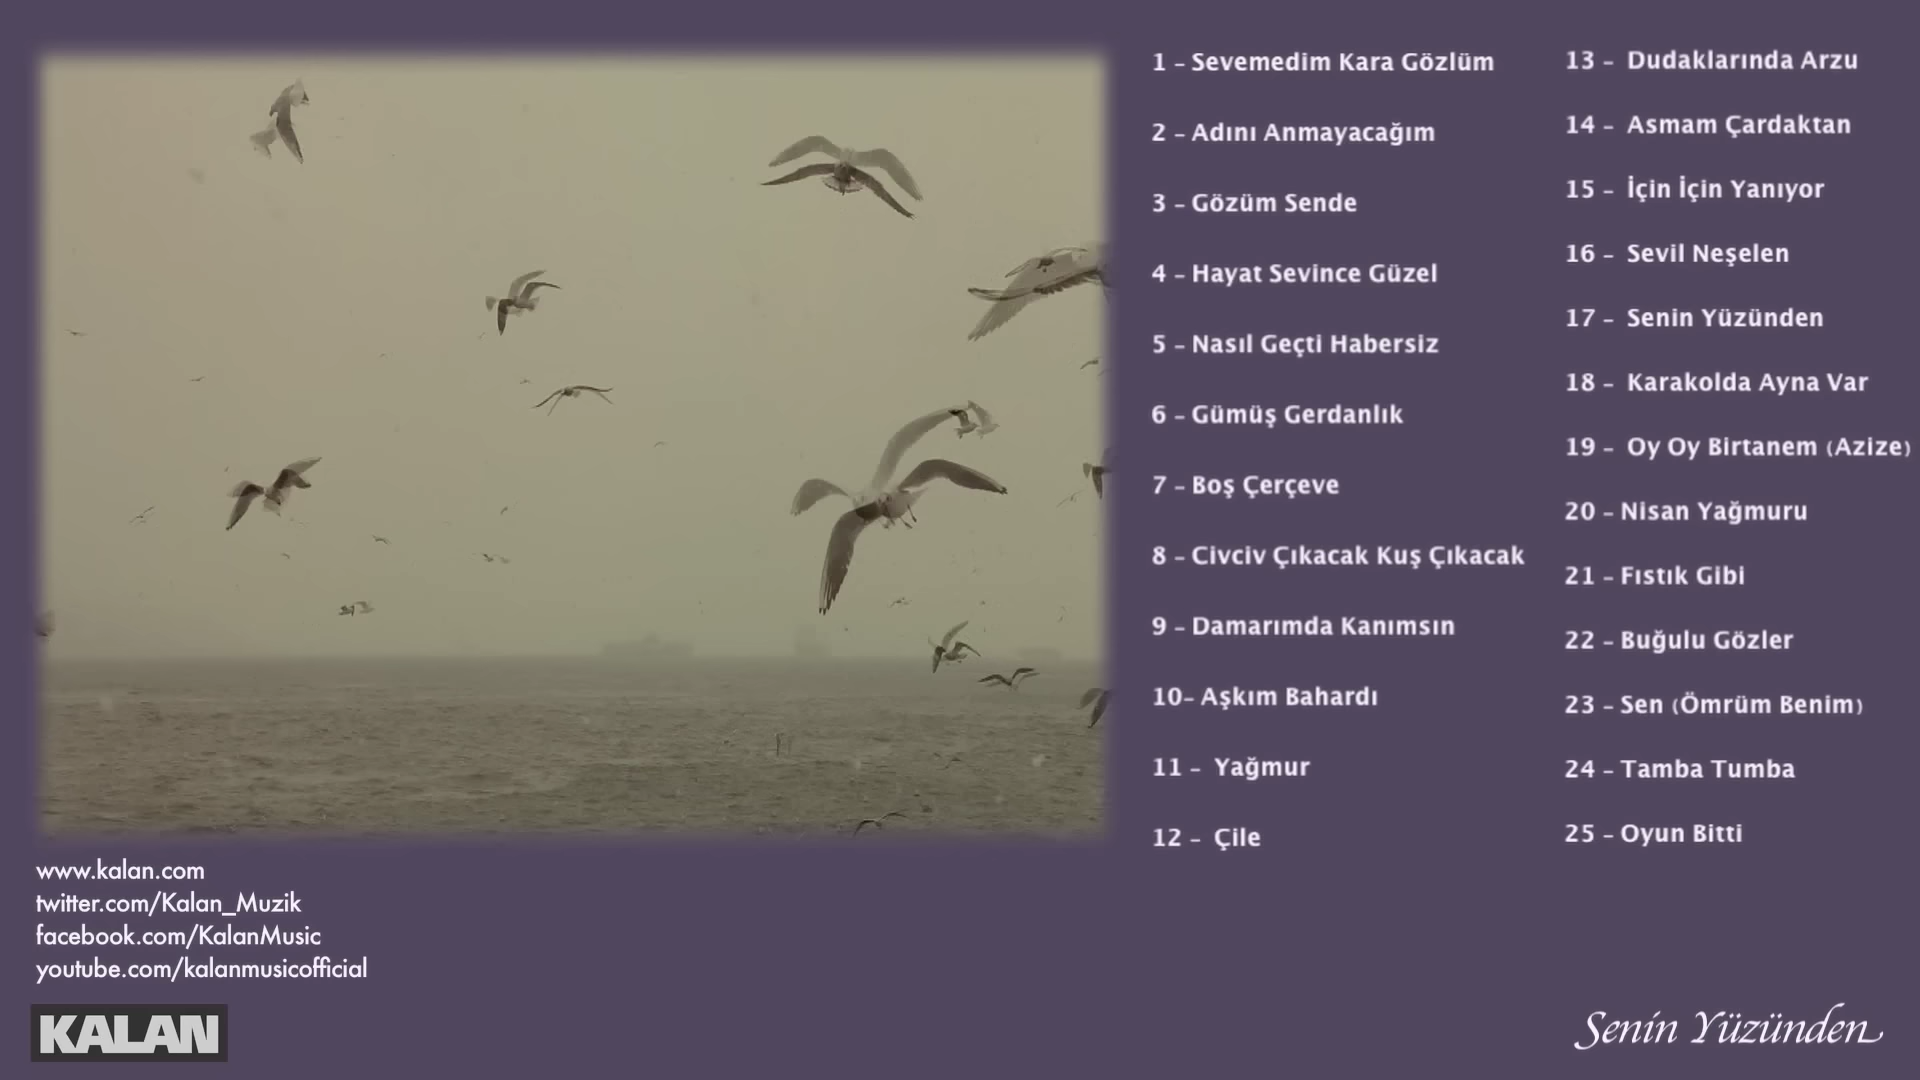 1 - Sevemedim Kara Gözlüm
2 - Adını Anmayacağım
3 - Gözüm Sende
4 - Hayat Sevince Güzel
5 - Nasıl Geçti Habersiz
6 - Gümüş Gerdanlık
7 - Boş Çerçeve
8 - Civciv Çıkacak Kuş Çıkacak
9 - Damarımda Kanımsın
10- Aşkım Bahardı
11 - Yağmur
12 - Çile
13 - Dudaklarında Arzu
14 - Asmam Çardaktan
15 - İçin İçin Yanıyor
16 - Sevil Neşelen
17 - Senin Yüzünden
18 - Karakolda Ayna Var
19 - Oy Oy Birtanem (Azize)
20 - Nisan Yağmuru
21 - Fıstık Gibi
22 - Buğulu Gözler
23 - Sen (Ömrüm Benim)
24 - Tamba Tumba
25 - Oyun Bitti
www.kalan.com
twitter.com/Kalan_Muzik
facebook.com/KalanMusic
youtube.com/kalanmusicofficial
KALAN
Senin Yüzünden